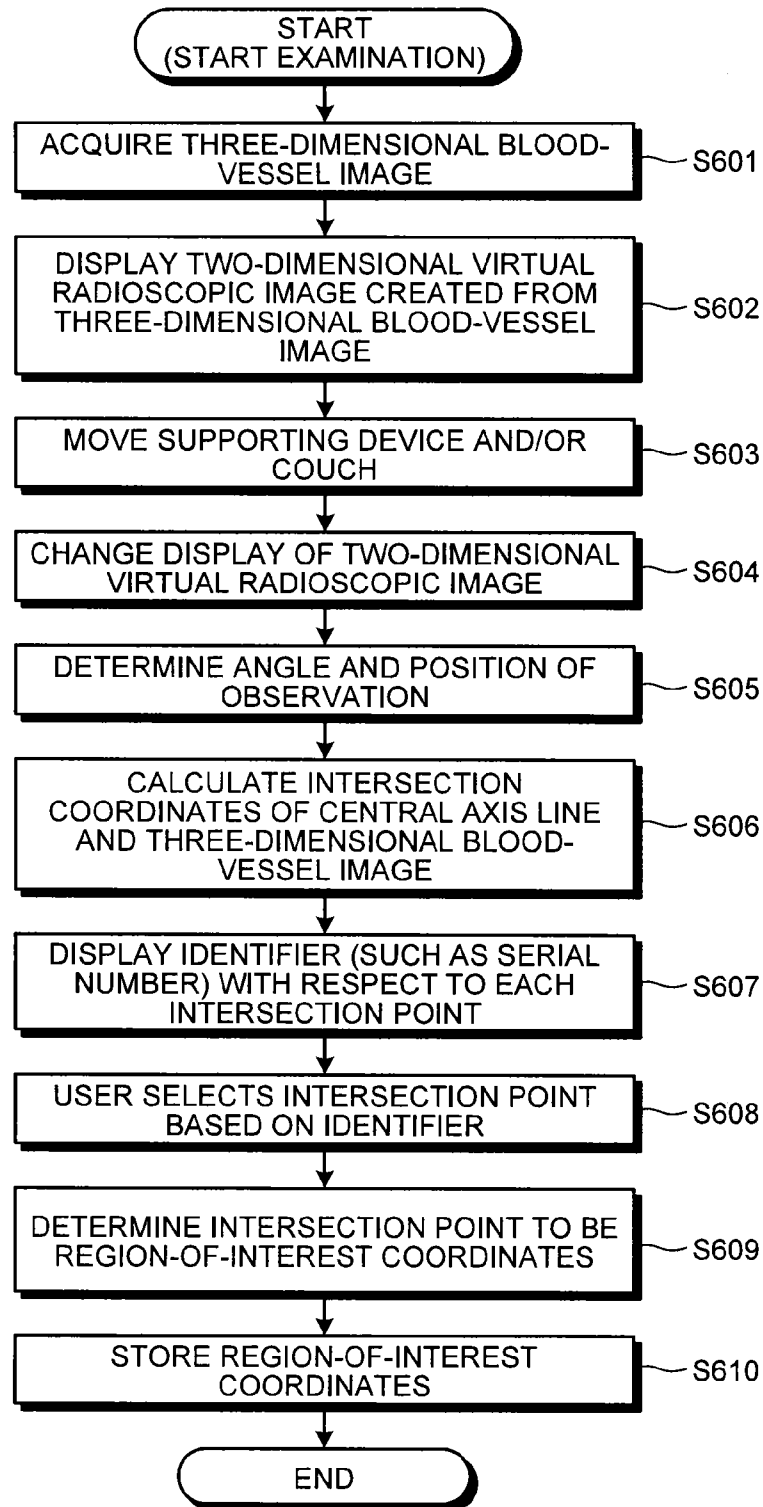 START
(START EXAMINATION)
ACQUIRE THREE-DIMENSIONAL BLOOD-
VESSEL IMAGE
S601
DISPLAY TWO-DIMENSIONAL VIRTUAL
RADIOSCOPIC IMAGE CREATED FROM
THREE-DIMENSIONAL BLOOD-VESSEL
IMAGE
S602
MOVE SUPPORTING DEVICE AND/OR
COUCH
S603
CHANGE DISPLAY OF TWO-DIMENSIONAL
VIRTUAL RADIOSCOPIC IMAGE
S604
DETERMINE ANGLE AND POSITION OF
OBSERVATION
S605
CALCULATE INTERSECTION
COORDINATES OF CENTRAL AXIS LINE
AND THREE-DIMENSIONAL BLOOD-
VESSEL IMAGE
S606
DISPLAY IDENTIFIER (SUCH AS SERIAL
NUMBER) WITH RESPECT TO EACH
INTERSECTION POINT
S607
USER SELECTS INTERSECTION POINT
BASED ON IDENTIFIER
S608
DETERMINE INTERSECTION POINT TO BE
REGION-OF-INTEREST COORDINATES
S609
STORE REGION-OF-INTEREST
COORDINATES
S610
END